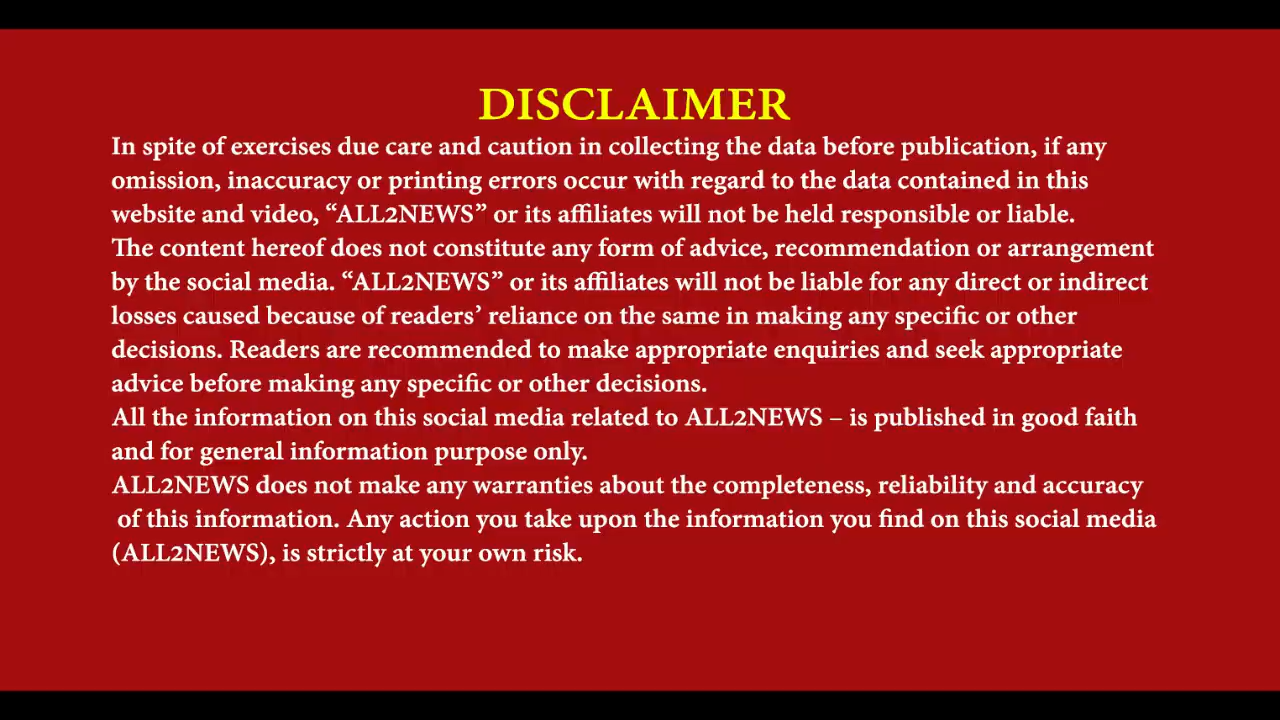 DISCLAIMER
In spite of exercises due care and caution in collecting the data before publication, if any
omission, inaccuracy or printing errors occur with regard to the data contained in this
website and video, “ALL2NEWS” or its affiliates will not be held responsible or liable.
The content hereof does not constitute any form of advice, recommendation or arrangement
by the social media. “ALL2NEWS” or its affiliates will not be liable for any direct or indirect
losses caused because of readers’ reliance on the same in making any specific or other
decisions. Readers are recommended to make appropriate enquiries and seek appropriate
advice before making any specific or other decisions.
All the information on this social media related to ALL2NEWS – is published in good faith
and for general information purpose only.
ALL2NEWS does not make any warranties about the completeness, reliability and accuracy
of this information. Any action you take upon the information you find on this social media
(ALL2NEWS), is strictly at your own risk.